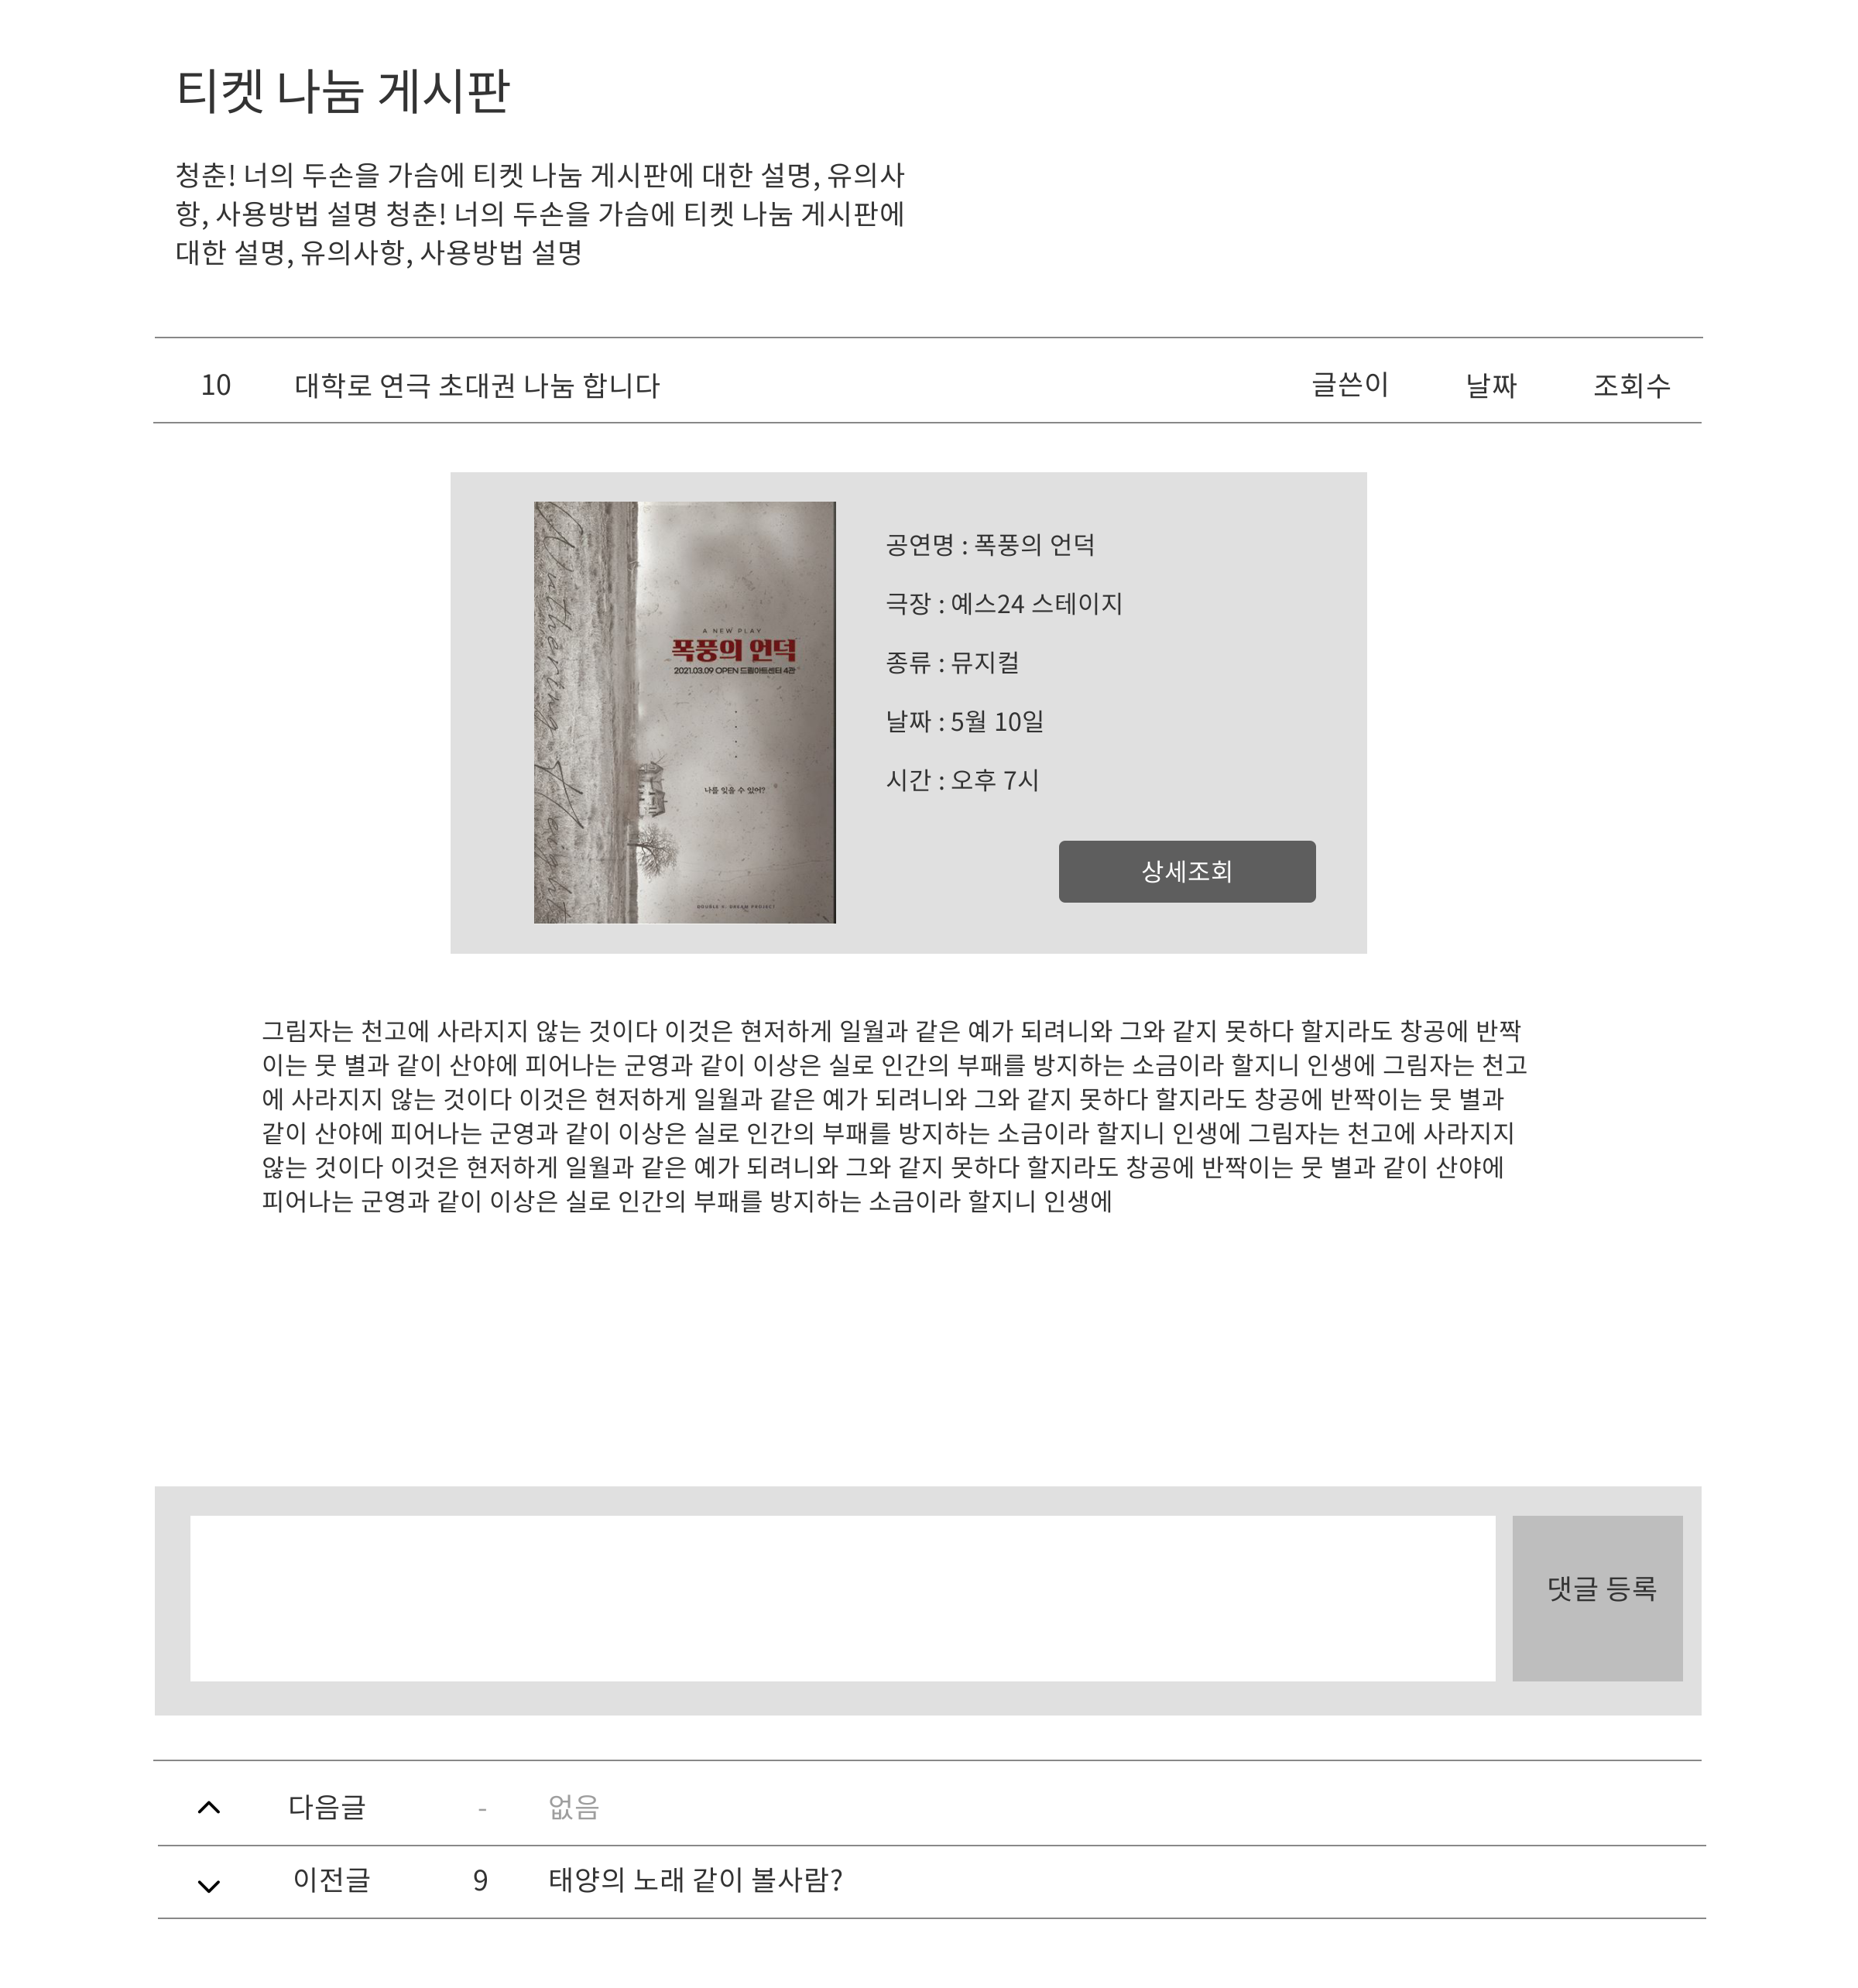 티켓 나눔 게시판
청춘! 너의 두손을 가슴에 티켓 나눔 게시판에 대한 설명, 유의사
항, 사용방법 설명 청춘! 너의 두손을 가슴에 티켓 나눔 게시판에
대한 설명, 유의사항, 사용방법 설명
10 대학로 연극 초대권 나눔 합니다 글쓴이 날짜 조회수
Wuthering Heights
A NEW PLAY
폭풍의 언덕
2021.03.09 OPEN 드림아트센타 4관
나를 잊을 수 있어?
공연명 : 폭풍의 언덕
극장 : 예스24 스테이지
종류 : 뮤지컬
날짜 : 5월 10일
시간 : 오후 7시
상세조회
그림자는 천고에 사라지지 않는 것이다 이것은 현저하게 일월과 같은 예가 되려니와 그와 같지 못하다 할지라도 창공에 반짝
이는 뭇 별과 같이 산야에 피어나는 군영과 같이 이상은 실로 인간의 부패를 방지하는 소금이라 할지니 인생에 그림자는 천고
에 사라지지 않는 것이다 이것은 현저하게 일월과 같은 예가 되려니와 그와 같지 못하다 할지라도 창공에 반짝이는 뭇 별과
같이 산야에 피어나는 군영과 같이 이상은 실로 인간의 부패를 방지하는 소금이라 할지니 인생에 그림자는 천고에 사라지지
않는 것이다 이것은 현저하게 일월과 같은 예가 되려니와 그와 같지 못하다 할지라도 창공에 반짝이는 뭇 별과 같이 산야에
피어나는 군영과 같이 이상은 실로 인간의 부패를 방지하는 소금이라 할지니 인생에
댓글 등록
다음글 - 없음
이전글 9 태양의 노래 같이 볼사람?